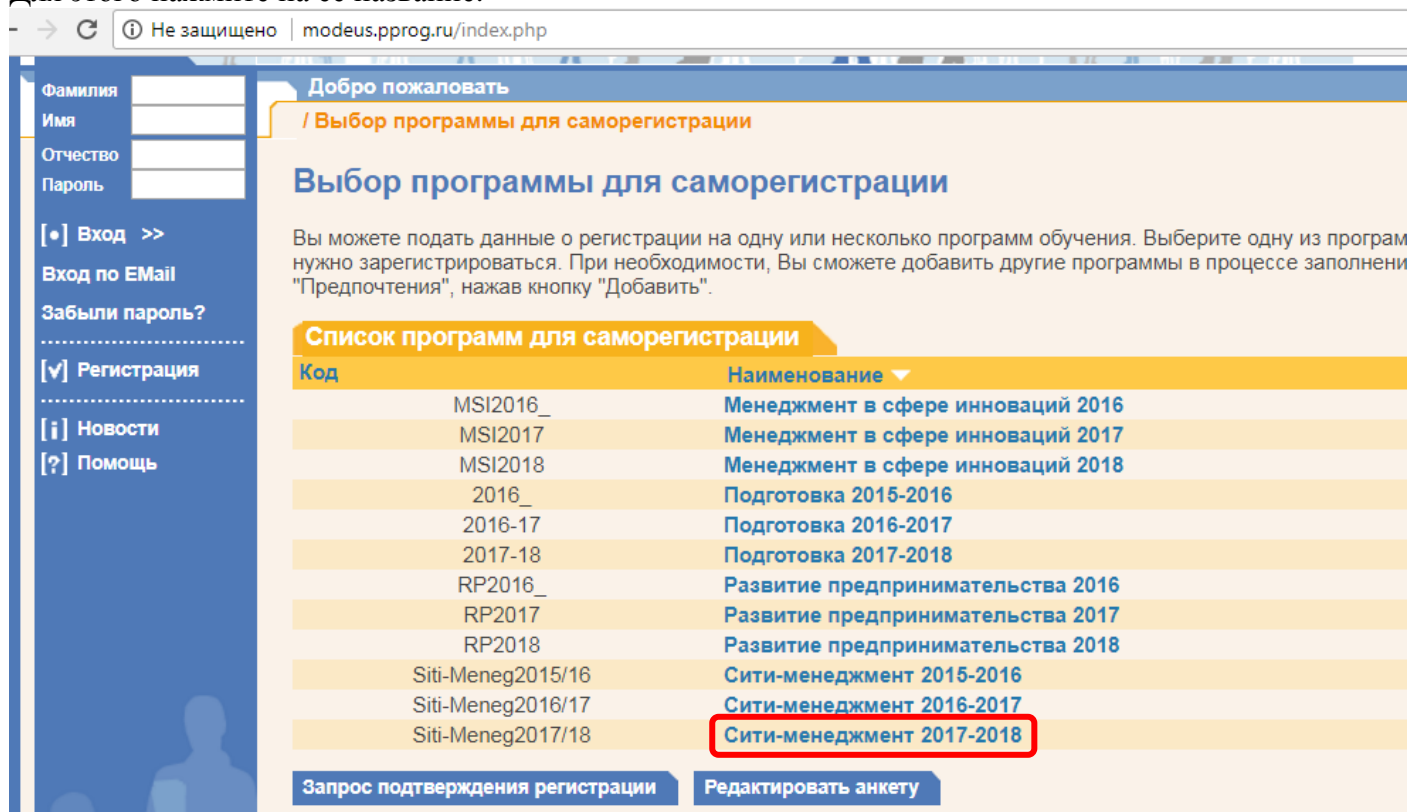 Для этого нажмите на ее название.
Не защищено | modeus.pprog.ru/index.php
Фамилия
Имя
Отчество
Пароль
[•] Вход >>
Вход по EMail
Забыли пароль?
[v] Регистрация
[i] Новости
[?] Помощь
Добро пожаловать
/ Выбор программы для саморегистрации
Выбор программы для саморегистрации
Вы можете подать данные о регистрации на одну или несколько программ обучения. Выберите одну из програм
нужно зарегистрироваться. При необходимости, Вы сможете добавить другие программы в процессе заполнени
"Предпочтения", нажав кнопку "Добавить".
Список программ для саморегистрации
Код Наименование
MSI2016_ Менеджмент в сфере инноваций 2016
MSI2017 Менеджмент в сфере инноваций 2017
MSI2018 Менеджмент в сфере инноваций 2018
2016_ Подготовка 2015-2016
2016-17 Подготовка 2016-2017
2017-18 Подготовка 2017-2018
RP2016_ Развитие предпринимательства 2016
RP2017 Развитие предпринимательства 2017
RP2018 Развитие предпринимательства 2018
Siti-Meneg2015/16 Сити-менеджмент 2015-2016
Siti-Meneg2016/17 Сити-менеджмент 2016-2017
Siti-Meneg2017/18 Сити-менеджмент 2017-2018
Запрос подтверждения регистрации Редактировать анкету